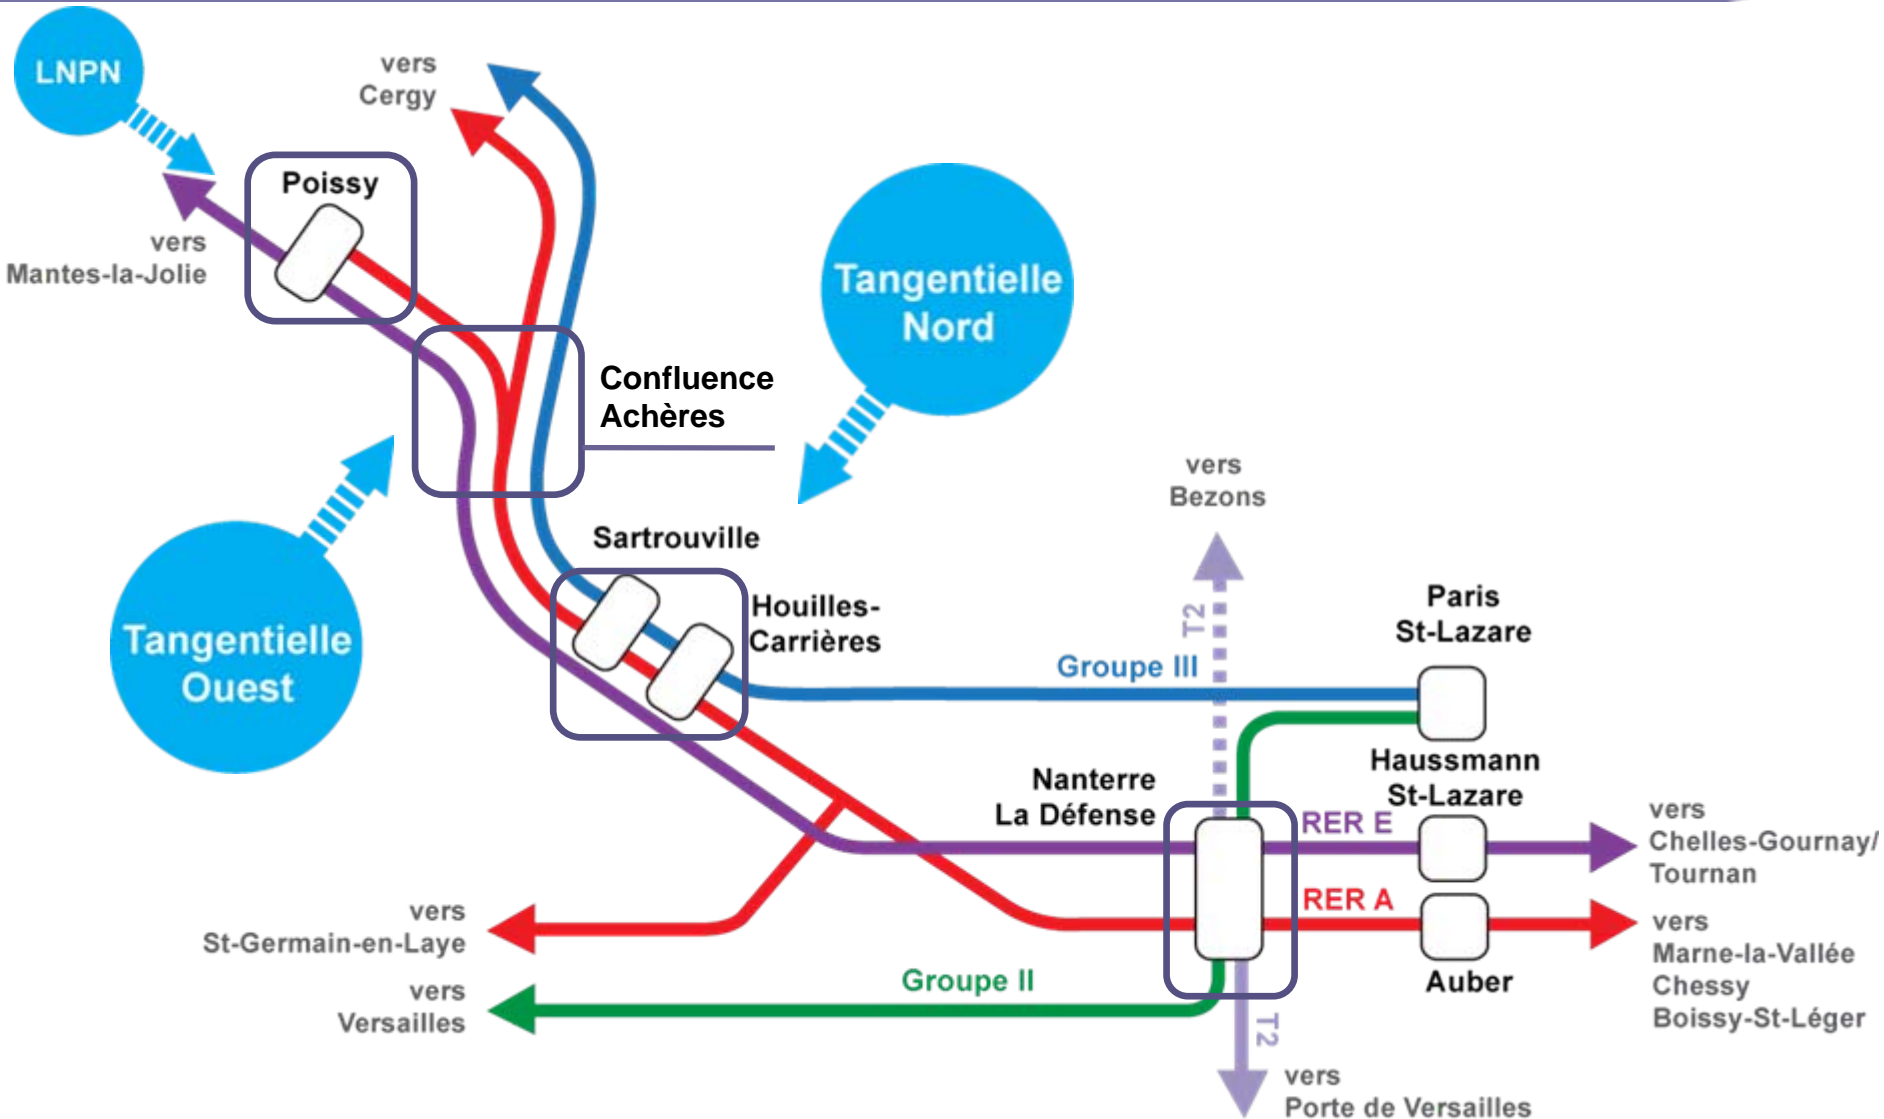 LNPN
vers
Cergy
Poissy
vers
Mantes-la-Jolie
Tangentielle
Nord
Confluence
Achères
vers
Bezons
Sartrouville
T2
Houilles-
Carrières
Paris
St-Lazare
Tangentielle
Ouest
Groupe III
Nanterre
La Défense
Haussmann
St-Lazare
RER E
vers
Chelles-Gournay/
Tournan
RER A
vers
St-Germain-en-Laye
vers
Marne-la-Vallée
Chessy
Boissy-St-Léger
Auber
Groupe II
vers
Versailles
T2
vers
Porte de Versailles